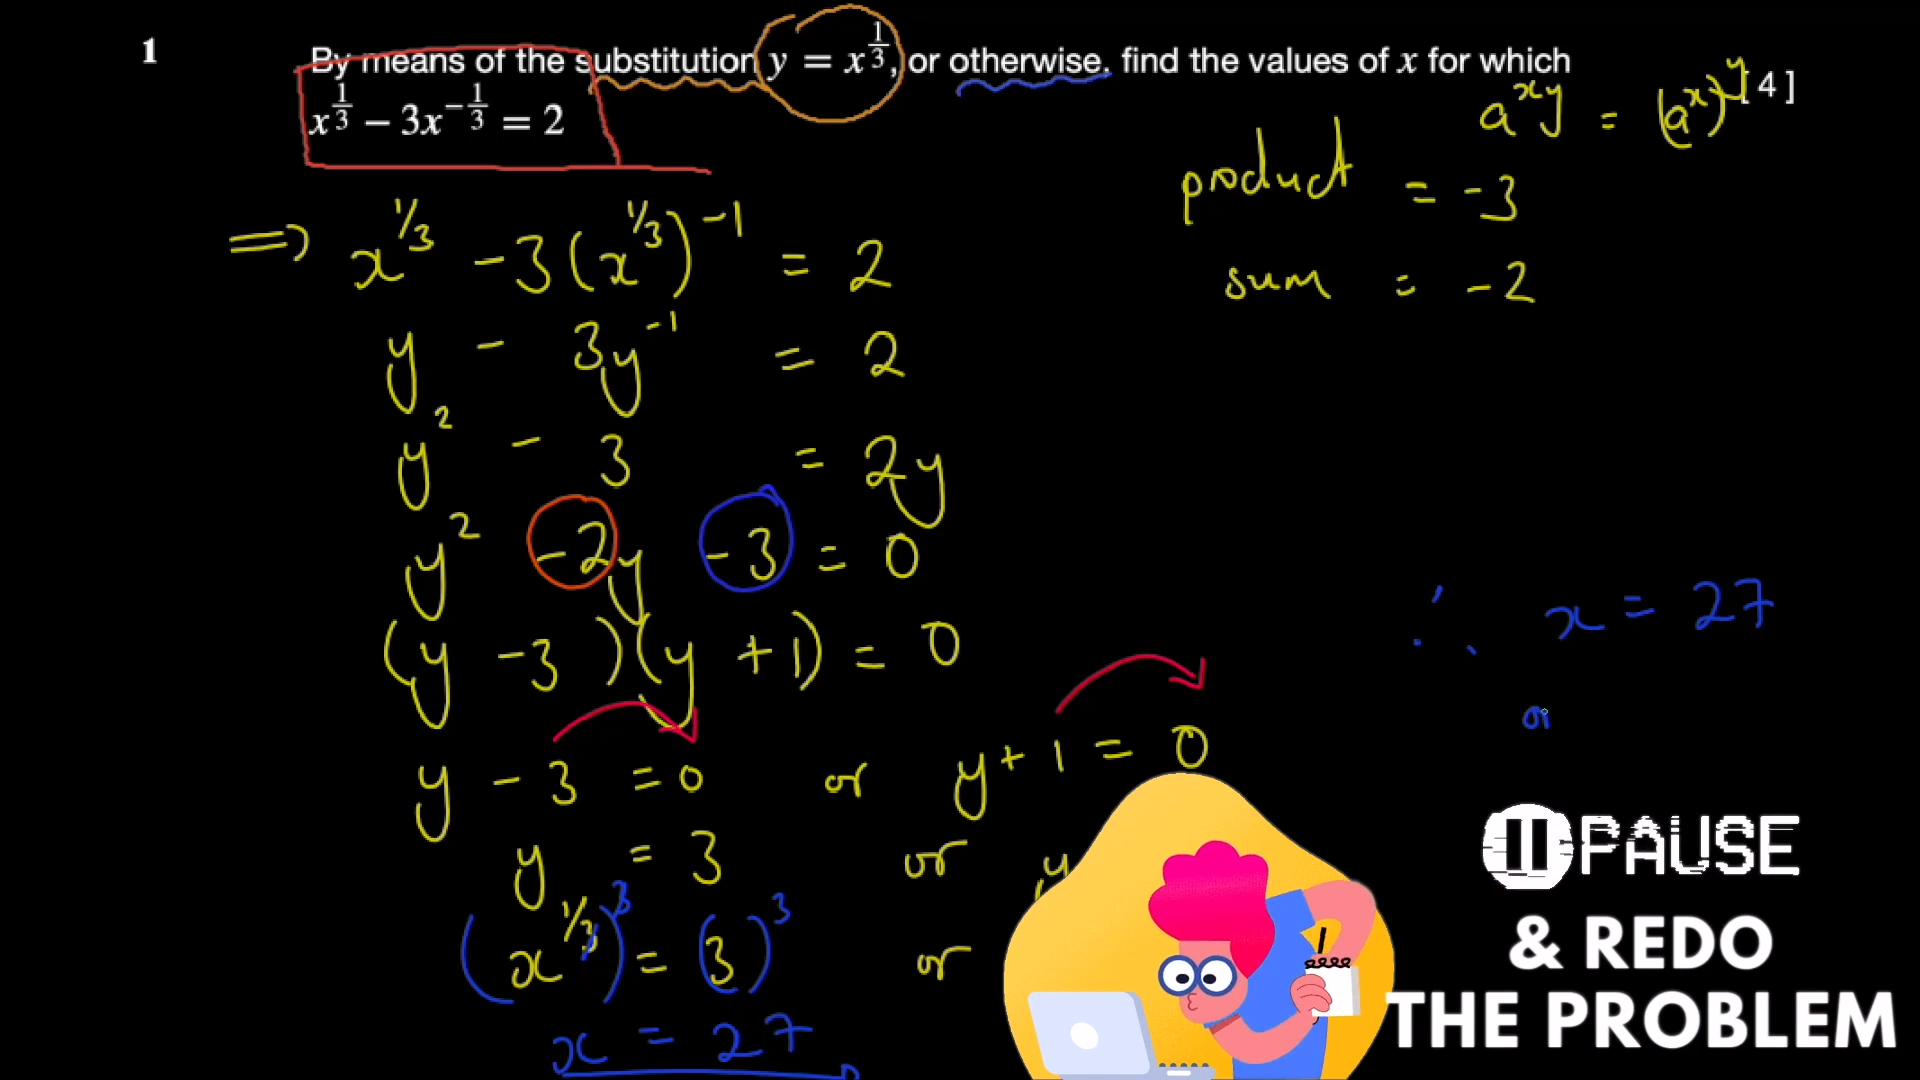 1 By means of the substitution y = x^{1/3}, or otherwise. find the values of x for which
x^{1/3} − 3x^{−1/3} = 2 [4]
a^{xy} = (a^x)^y
product = -3
sum = -2
⇒ x^{1/3} - 3(x^{1/3})^{-1} = 2
y - 3y^{-1} = 2
y² - 3 = 2y
y² -2y -3 = 0
(y -3)(y +1) = 0
y - 3 = 0 or y + 1 = 0
y = 3 or y
(x^{1/3})³ = (3)³ or
x = 27
∴ x = 27
or
PAUSE
& REDO
THE PROBLEM